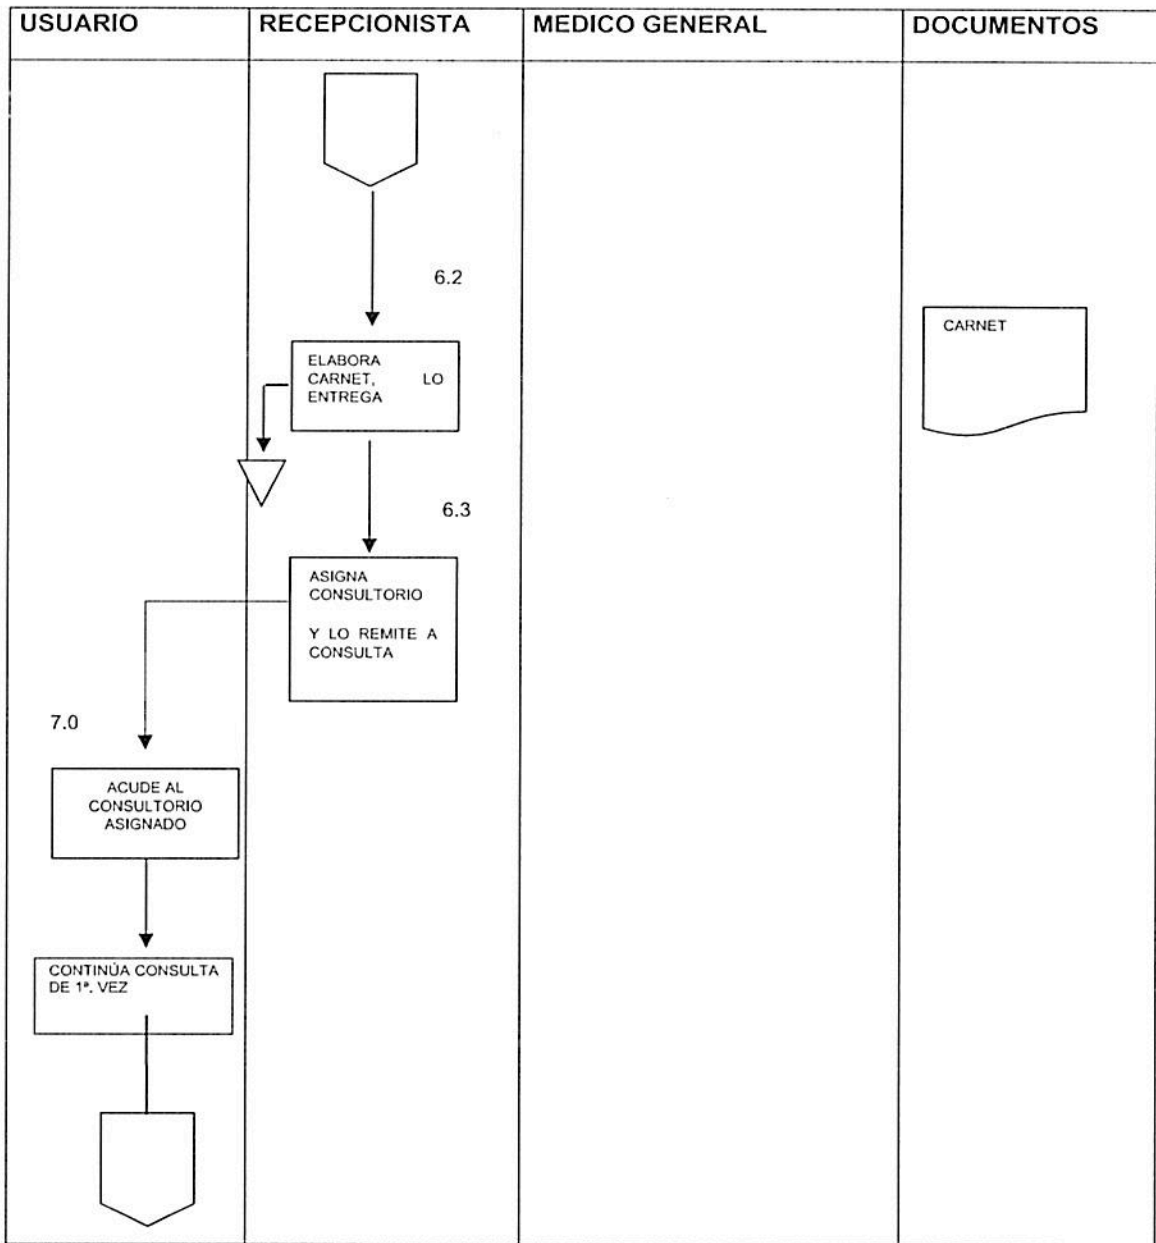 USUARIO
RECEPCIONISTA
MEDICO GENERAL
DOCUMENTOS
6.2
CARNET
ELABORA
CARNET, LO
ENTREGA
6.3
ASIGNA
CONSULTORIO
Y LO REMITE A
CONSULTA
7.0
ACUDE AL
CONSULTORIO
ASIGNADO
CONTINÚA CONSULTA
DE 1ª. VEZ